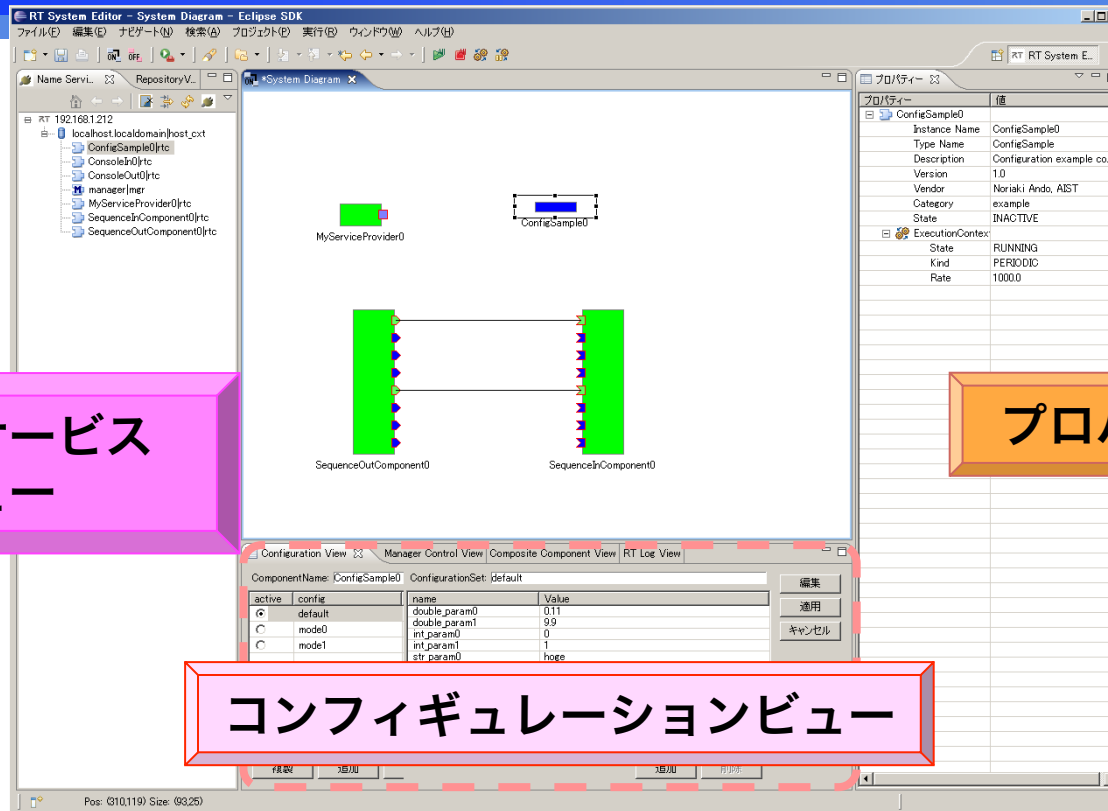 RT System Editor - System Diagram - Eclipse SDK
ファイル(F) 編集(E) ナビゲート(N) 検索(A) プロジェクト(P) 実行(R) ウィンドウ(W) ヘルプ(H)
ON OFF
RT RT System E...
Name Servi... RepositoryV...
*System Diagram
プロパティー
RT 192.168.1.212
localhost.localdomain|host_cxt
ConfigSample0|rtc
ConsoleIn0|rtc
ConsoleOut0|rtc
manager|mgr
MyServiceProvider0|rtc
SequenceInComponent0|rtc
SequenceOutComponent0|rtc
MyServiceProvider0
ConfigSample0
SequenceOutComponent0
SequenceInComponent0
プロパティー 値
ConfigSample0
Instance Name ConfigSample0
Type Name ConfigSample
Description Configuration example co...
Version 1.0
Vendor Noriaki Ando, AIST
Category example
State INACTIVE
ExecutionContex
State RUNNING
Kind PERIODIC
Rate 1000.0
ービス
ー
プロ
Configuration View Manager Control View Composite Component View RT Log View
ComponentName: ConfigSample0 ConfigurationSet: default
編集
適用
キャンセル
active config
default
mode0
mode1
name Value
double_param0 0.11
double_param1 9.9
int_param0 0
int_param1 1
str_param0 hoge
コンフィギュレーションビュー
複製 追加 追加 削除
Pos: (310,119) Size: (93,25)